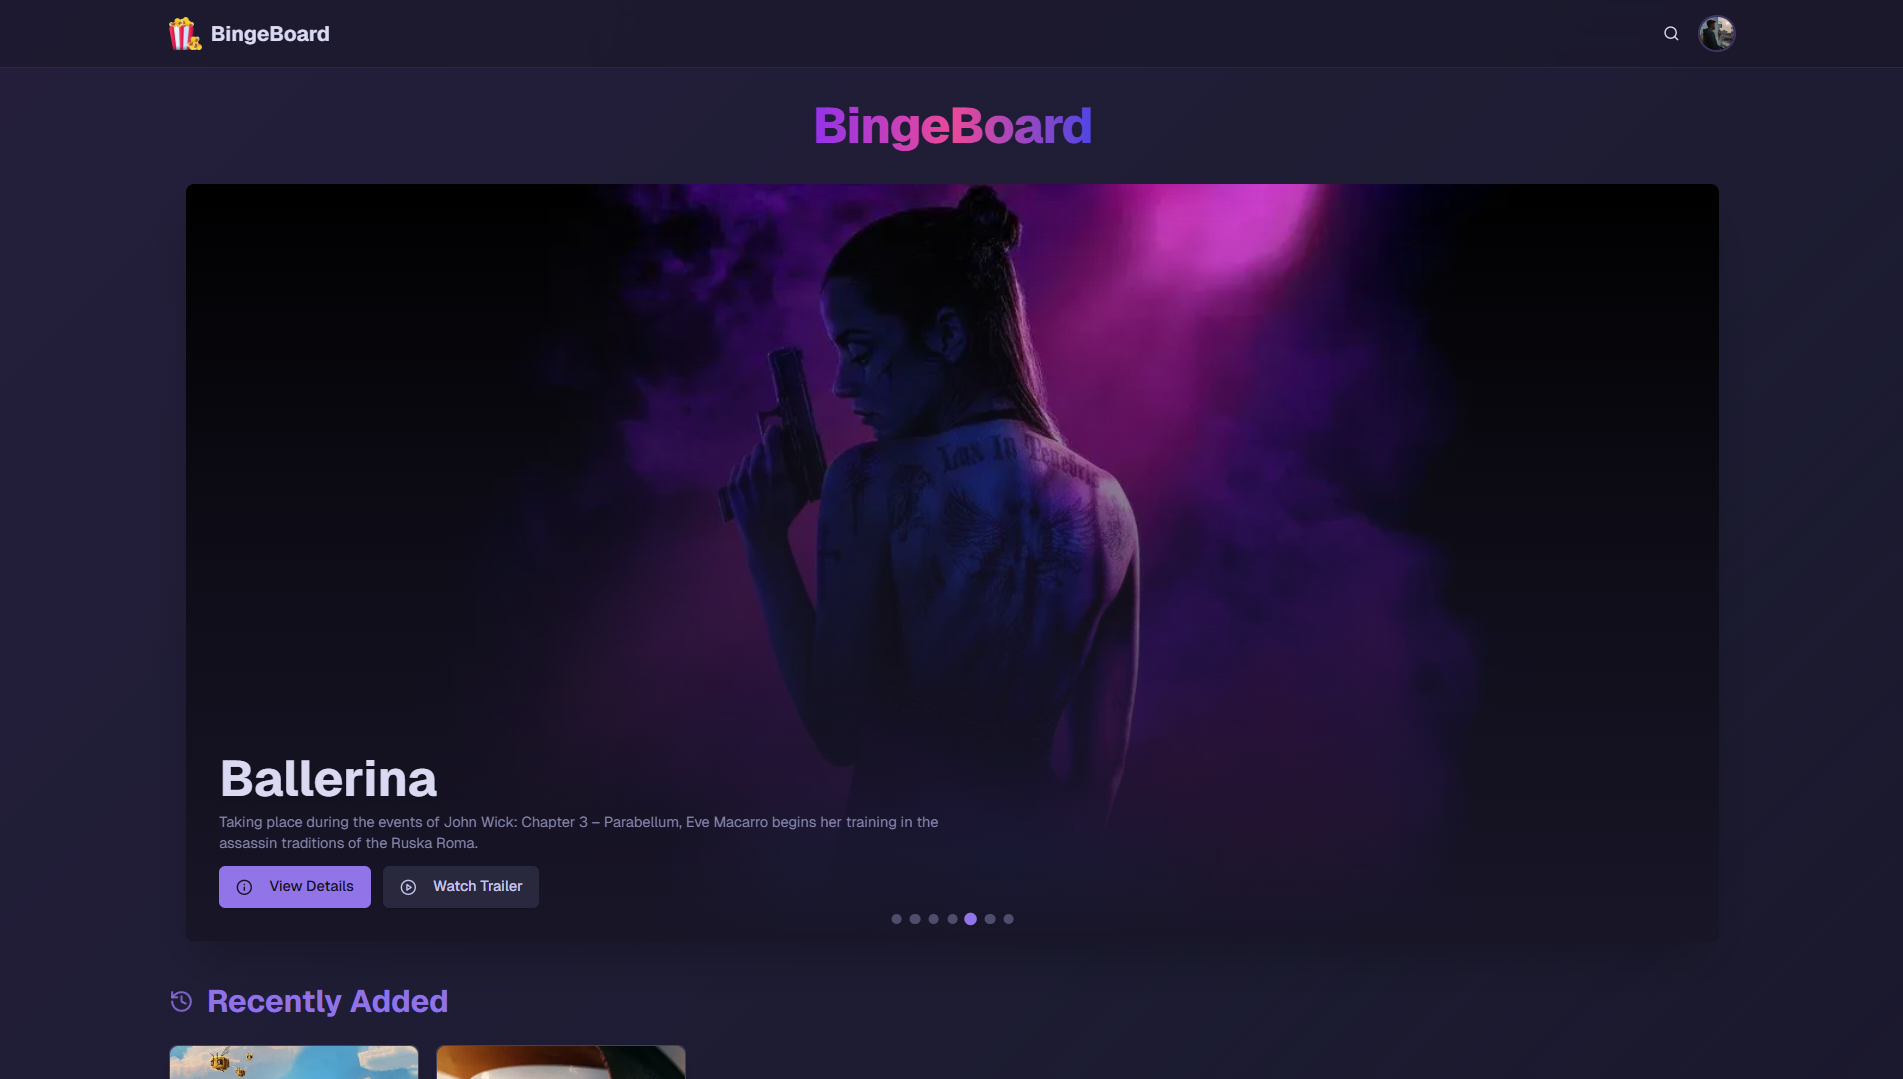 BingeBoard
BingeBoard
Lux In Tenebris
Ballerina
Taking place during the events of John Wick: Chapter 3 – Parabellum, Eve Macarro begins her training in the
assassin traditions of the Ruska Roma.
View Details
Watch Trailer
Recently Added